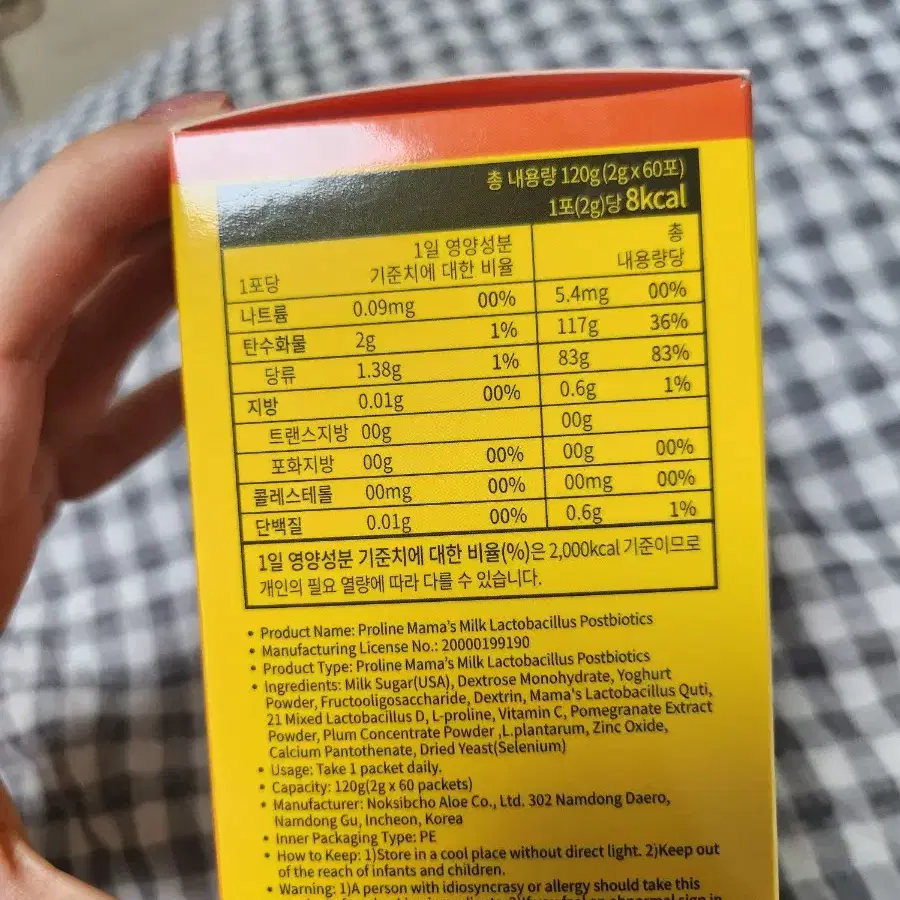 총 내용량 120g(2g x 60포)
1포(2g)당 8kcal
1포당 1일 영양성분 기준치에 대한 비율 총 내용량당
나트륨 0.09mg 00% 5.4mg 00%
탄수화물 2g 1% 117g 36%
당류 1.38g 1% 83g 83%
지방 0.01g 00% 0.6g 1%
트랜스지방 00g 00g
포화지방 00g 00% 00g 00%
콜레스테롤 00mg 00% 00mg 00%
단백질 0.01g 00% 0.6g 1%
1일 영양성분 기준치에 대한 비율(%)은 2,000kcal 기준이므로
개인의 필요 열량에 따라 다를 수 있습니다.
• Product Name: Proline Mama's Milk Lactobacillus Postbiotics
• Manufacturing License No.: 20000199190
• Product Type: Proline Mama's Milk Lactobacillus Postbiotics
• Ingredients: Milk Sugar(USA), Dextrose Monohydrate, Yoghurt
Powder, Fructooligosaccharide, Dextrin, Mama's Lactobacillus Quti,
21 Mixed Lactobacillus D, L-proline, Vitamin C, Pomegranate Extract
Powder, Plum Concentrate Powder ,L.plantarum, Zinc Oxide,
Calcium Pantothenate, Dried Yeast(Selenium)
• Usage: Take 1 packet daily.
• Capacity: 120g(2g x 60 packets)
• Manufacturer: Noksibcho Aloe Co., Ltd. 302 Namdong Daero,
Namdong Gu, Incheon, Korea
• Inner Packaging Type: PE
• How to Keep: 1)Store in a cool place without direct light. 2)Keep out
of the reach of infants and children.
• Warning: 1)A person with idiosyncrasy or allergy should take this